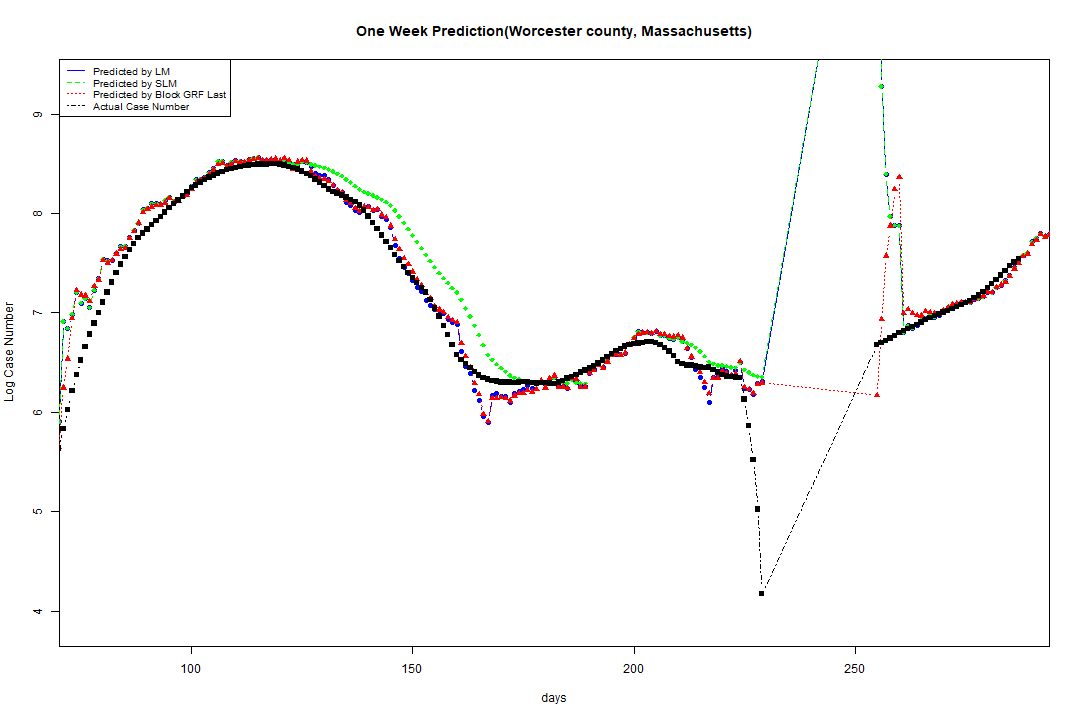 One Week Prediction(Worcester county, Massachusetts)
Predicted by LM
Predicted by SLM
Predicted by Block GRF Last
Actual Case Number
Log Case Number
9
8
7
6
5
4
100 150 200 250
days